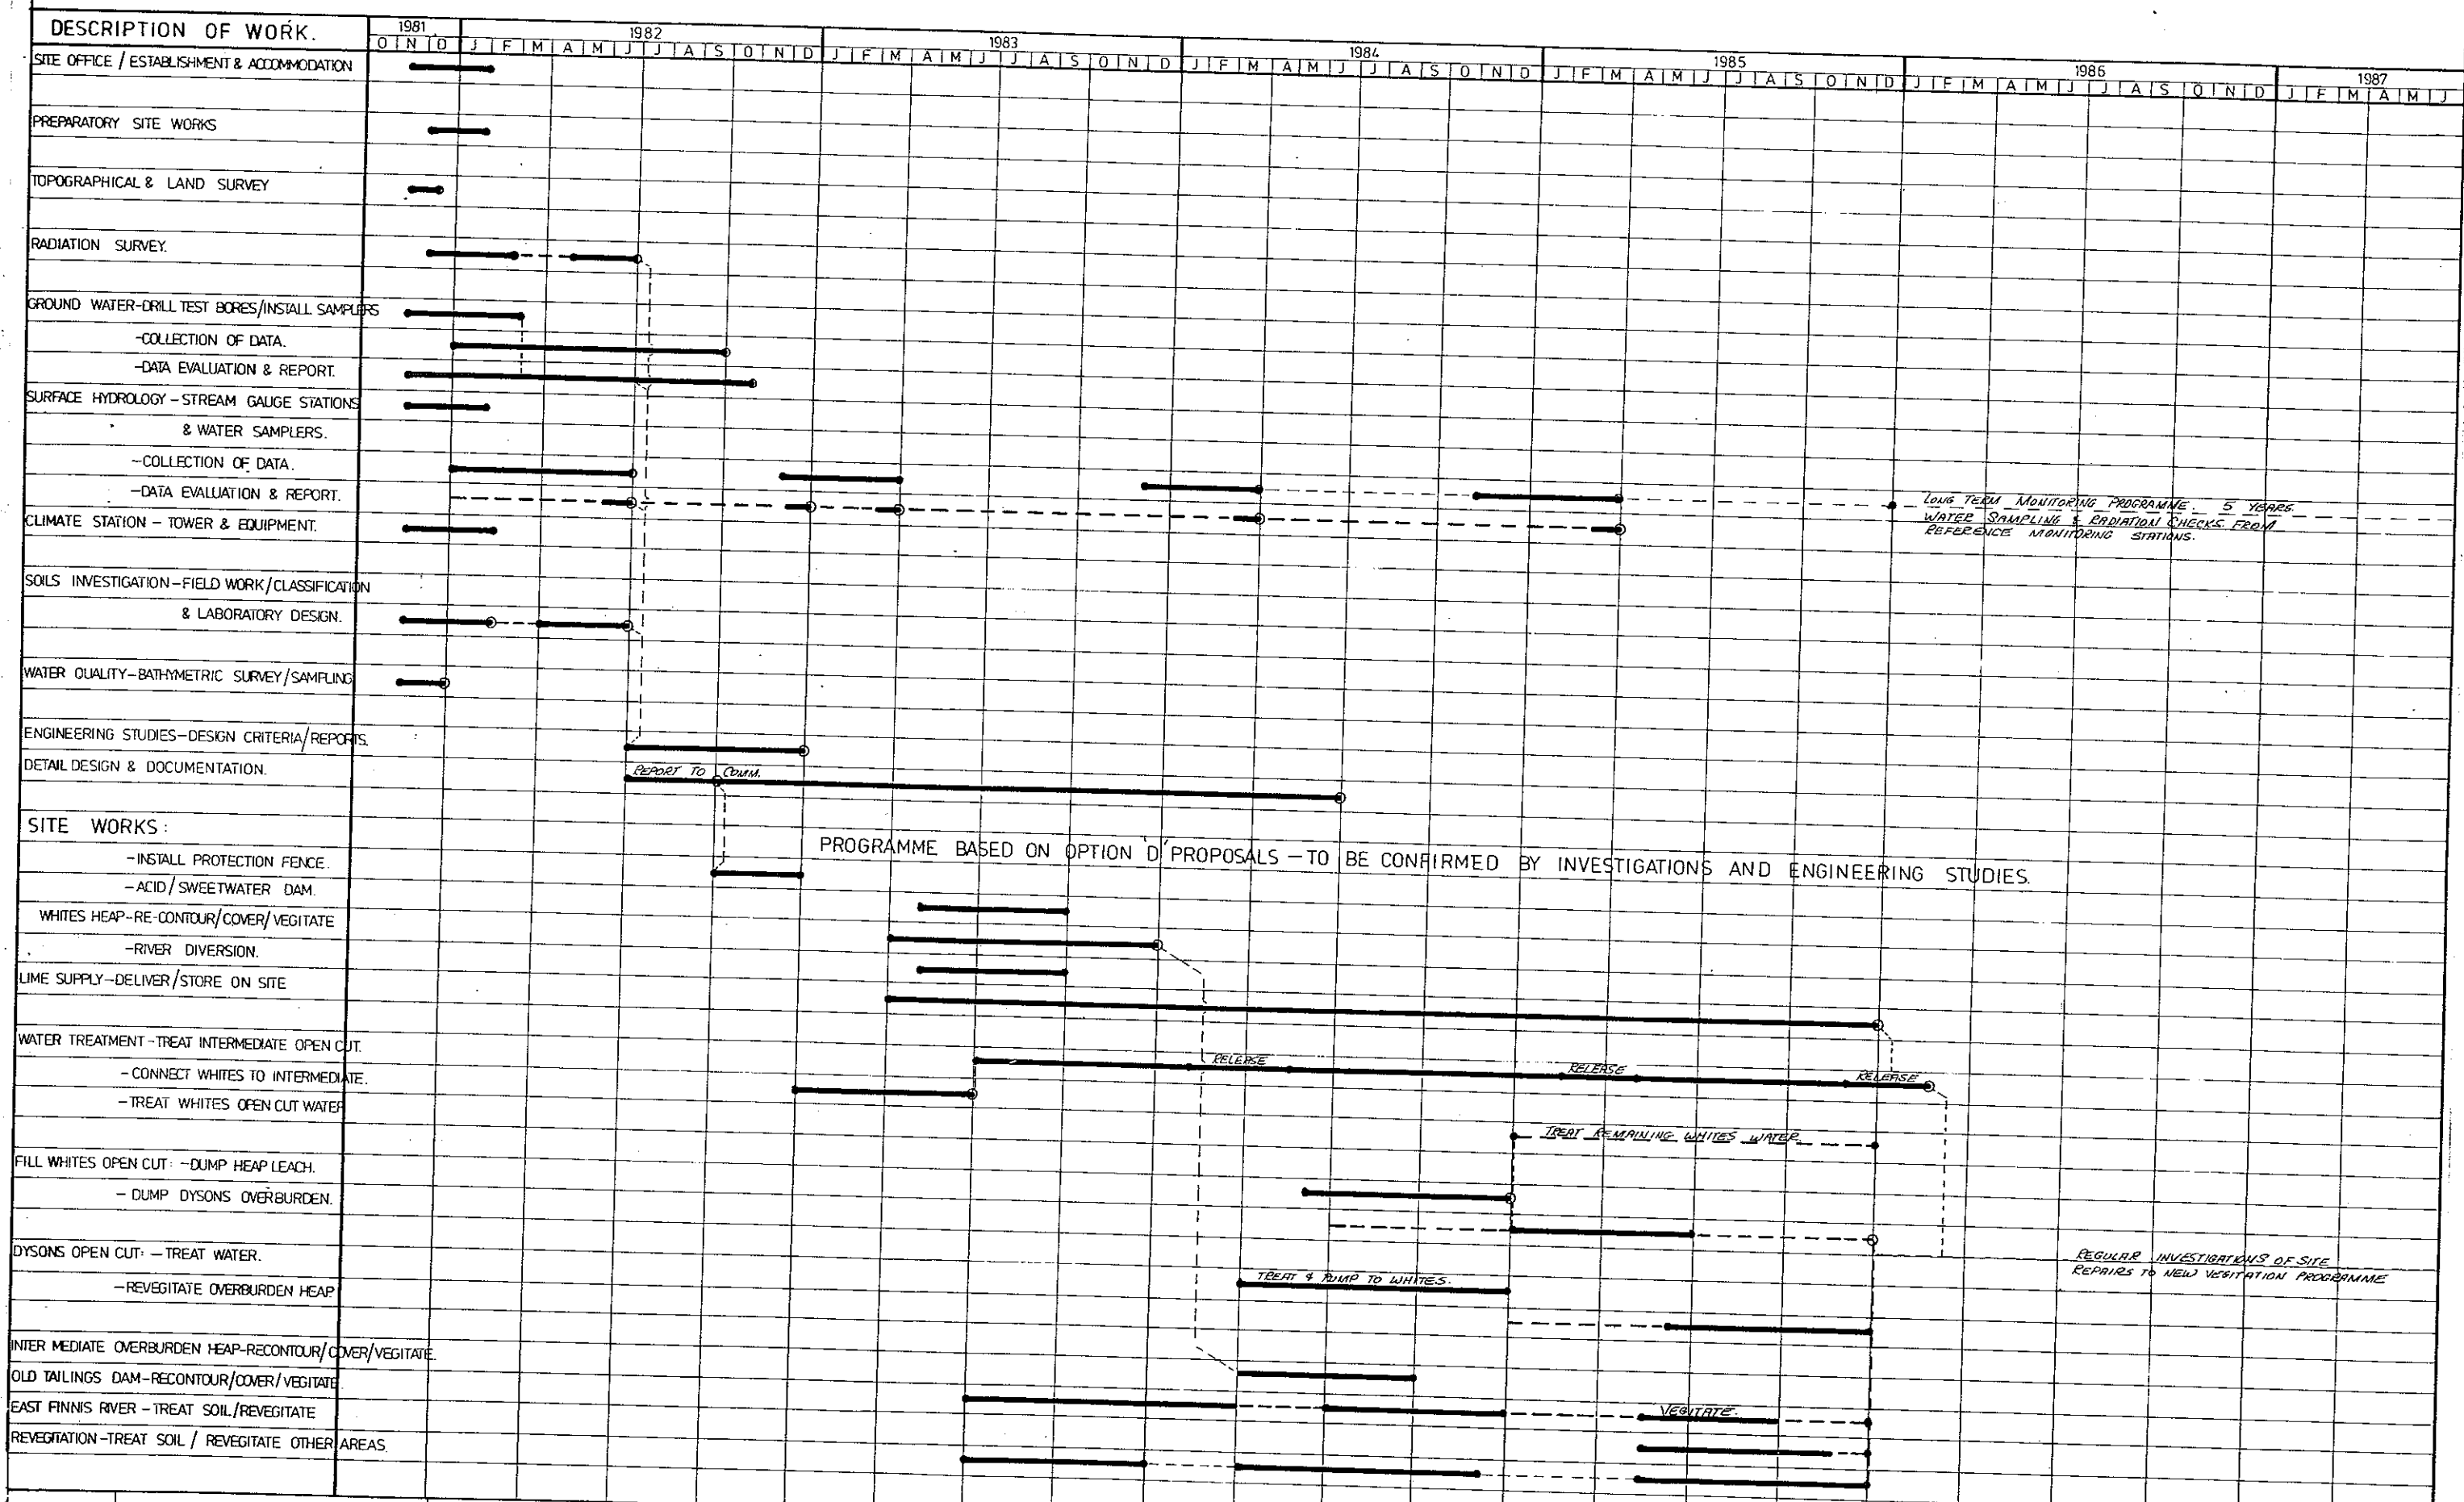 DESCRIPTION OF WORK.
1981 1982 1983 1984 1985 1986 1987
O N D J F M A M J J A S O N D J F M A M J J A S O N D J F M A M J J A S O N D J F M A M J J A S O N D J F M A M J J A S O N D J F M A M J
SITE OFFICE / ESTABLISHMENT & ACCOMMODATION
PREPARATORY SITE WORKS
TOPOGRAPHICAL & LAND SURVEY
RADIATION SURVEY.
GROUND WATER-DRILL TEST BORES/INSTALL SAMPLERS
-COLLECTION OF DATA.
-DATA EVALUATION & REPORT.
SURFACE HYDROLOGY - STREAM GAUGE STATIONS
& WATER SAMPLERS.
-COLLECTION OF DATA.
-DATA EVALUATION & REPORT.
LONG TERM MONITORING PROGRAMME. 5 YEARS.
WATER SAMPLING & RADIATION CHECKS FROM
REFERENCE MONITORING STATIONS.
CLIMATE STATION - TOWER & EQUIPMENT.
SOILS INVESTIGATION-FIELD WORK/CLASSIFICATION
& LABORATORY DESIGN.
WATER QUALITY-BATHYMETRIC SURVEY/SAMPLING
ENGINEERING STUDIES-DESIGN CRITERIA/REPORTS.
DETAIL DESIGN & DOCUMENTATION.
REPORT TO COMM.
SITE WORKS:
PROGRAMME BASED ON OPTION 'D' PROPOSALS - TO BE CONFIRMED BY INVESTIGATIONS AND ENGINEERING STUDIES.
-INSTALL PROTECTION FENCE.
-ACID/SWEETWATER DAM.
WHITES HEAP-RE-CONTOUR/COVER/VEGITATE
-RIVER DIVERSION.
LIME SUPPLY-DELIVER/STORE ON SITE
WATER TREATMENT-TREAT INTERMEDIATE OPEN CUT.
RELEASE RELEASE RELEASE
- CONNECT WHITES TO INTERMEDIATE.
-TREAT WHITES OPEN CUT WATER
TREAT REMAINING WHITES WATER.
FILL WHITES OPEN CUT: -DUMP HEAP LEACH.
- DUMP DYSONS OVERBURDEN.
DYSONS OPEN CUT: - TREAT WATER.
TREAT & PUMP TO WHITES.
REGULAR INVESTIGATIONS OF SITE
REPAIRS TO NEW VEGITATION PROGRAMME
-REVEGITATE OVERBURDEN HEAP
INTER MEDIATE OVERBURDEN HEAP-RECONTOUR/COVER/VEGITATE.
OLD TAILINGS DAM-RECONTOUR/COVER/VEGITATE
VEGITATE.
EAST FINNIS RIVER - TREAT SOIL/REVEGITATE
REVEGITATION-TREAT SOIL / REVEGITATE OTHER AREAS.